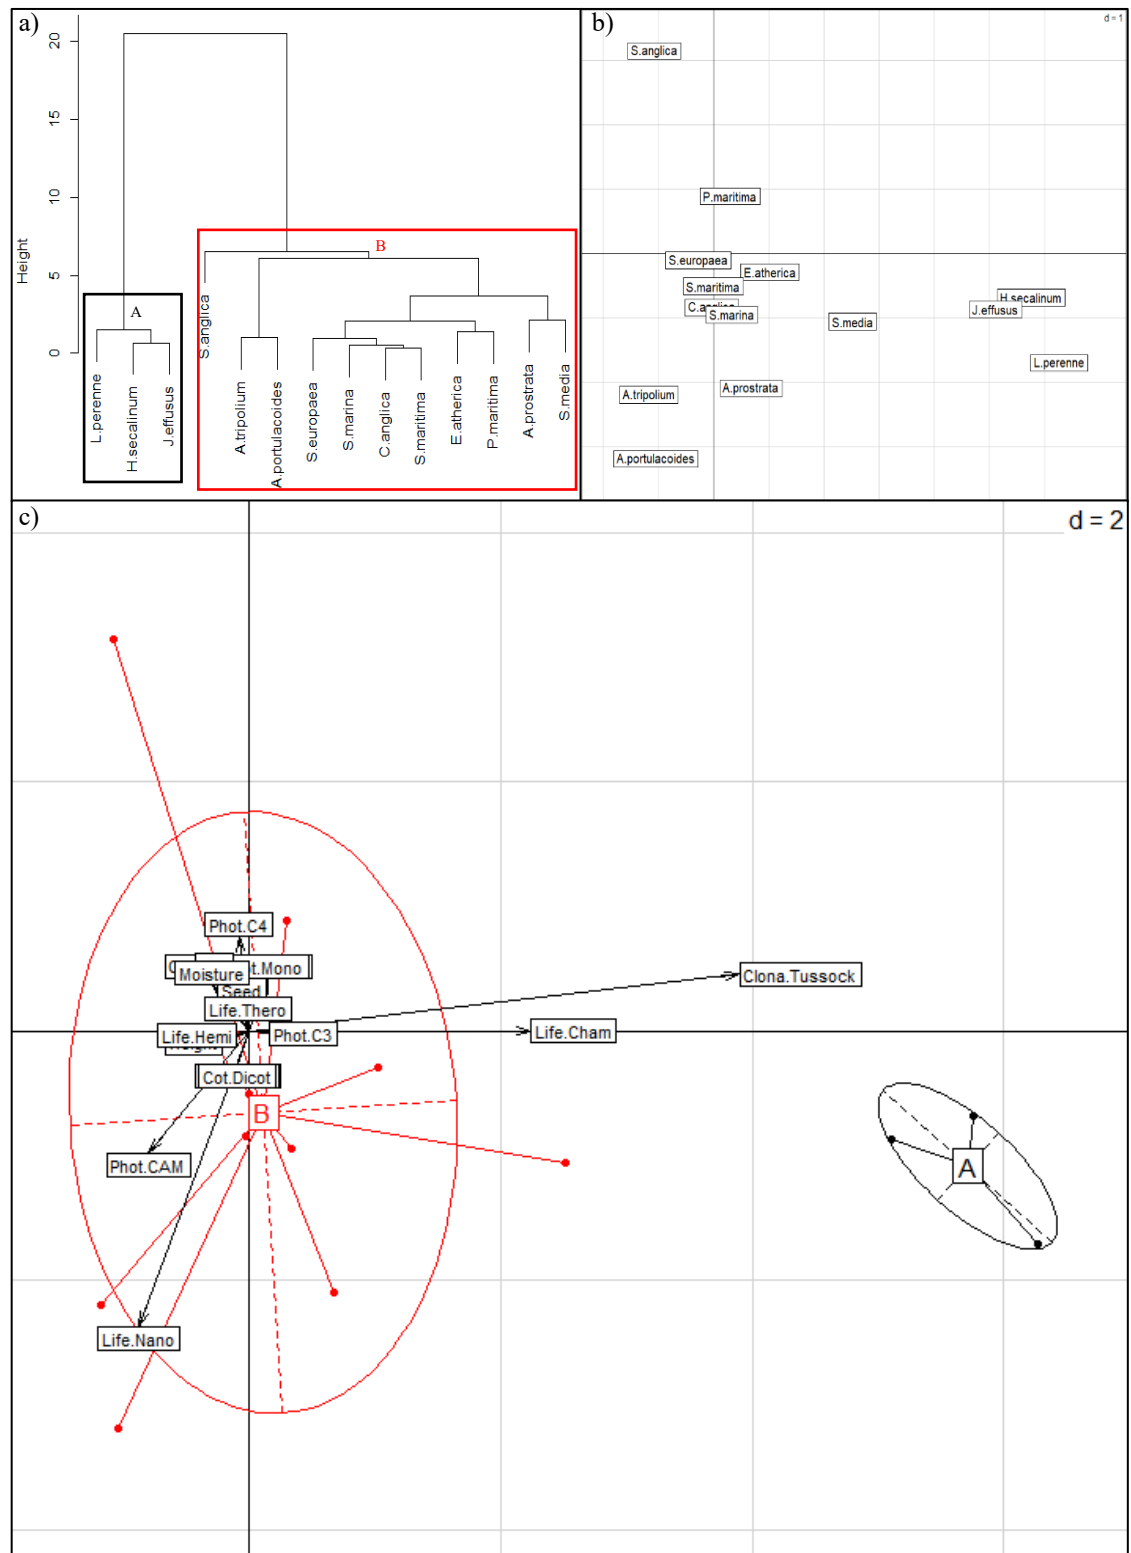 a)
20
15
10
5
0
Height
A
B
L.perenne
H.secalinum
J.effusus
S.anglica
A.tripolium
A.portulacoides
S.europaea
S.marina
C.anglica
S.maritima
E.atherica
P.maritima
A.prostrata
S.media
b)
d = 1
S.anglica
P.maritima
S.europaea
E.atherica
S.maritima
C.anglica
S.marina
S.media
H.secalinum
J.effusus
L.perenne
A.tripolium
A.prostrata
A.portulacoides
c)
d = 2
Phot.C4
Moisture
Seed
Life.Thero
Life.Hemi
Phot.C3
Clona.Tussock
Life.Cham
Cot.Dicot
B
Phot.CAM
A
Life.Nano